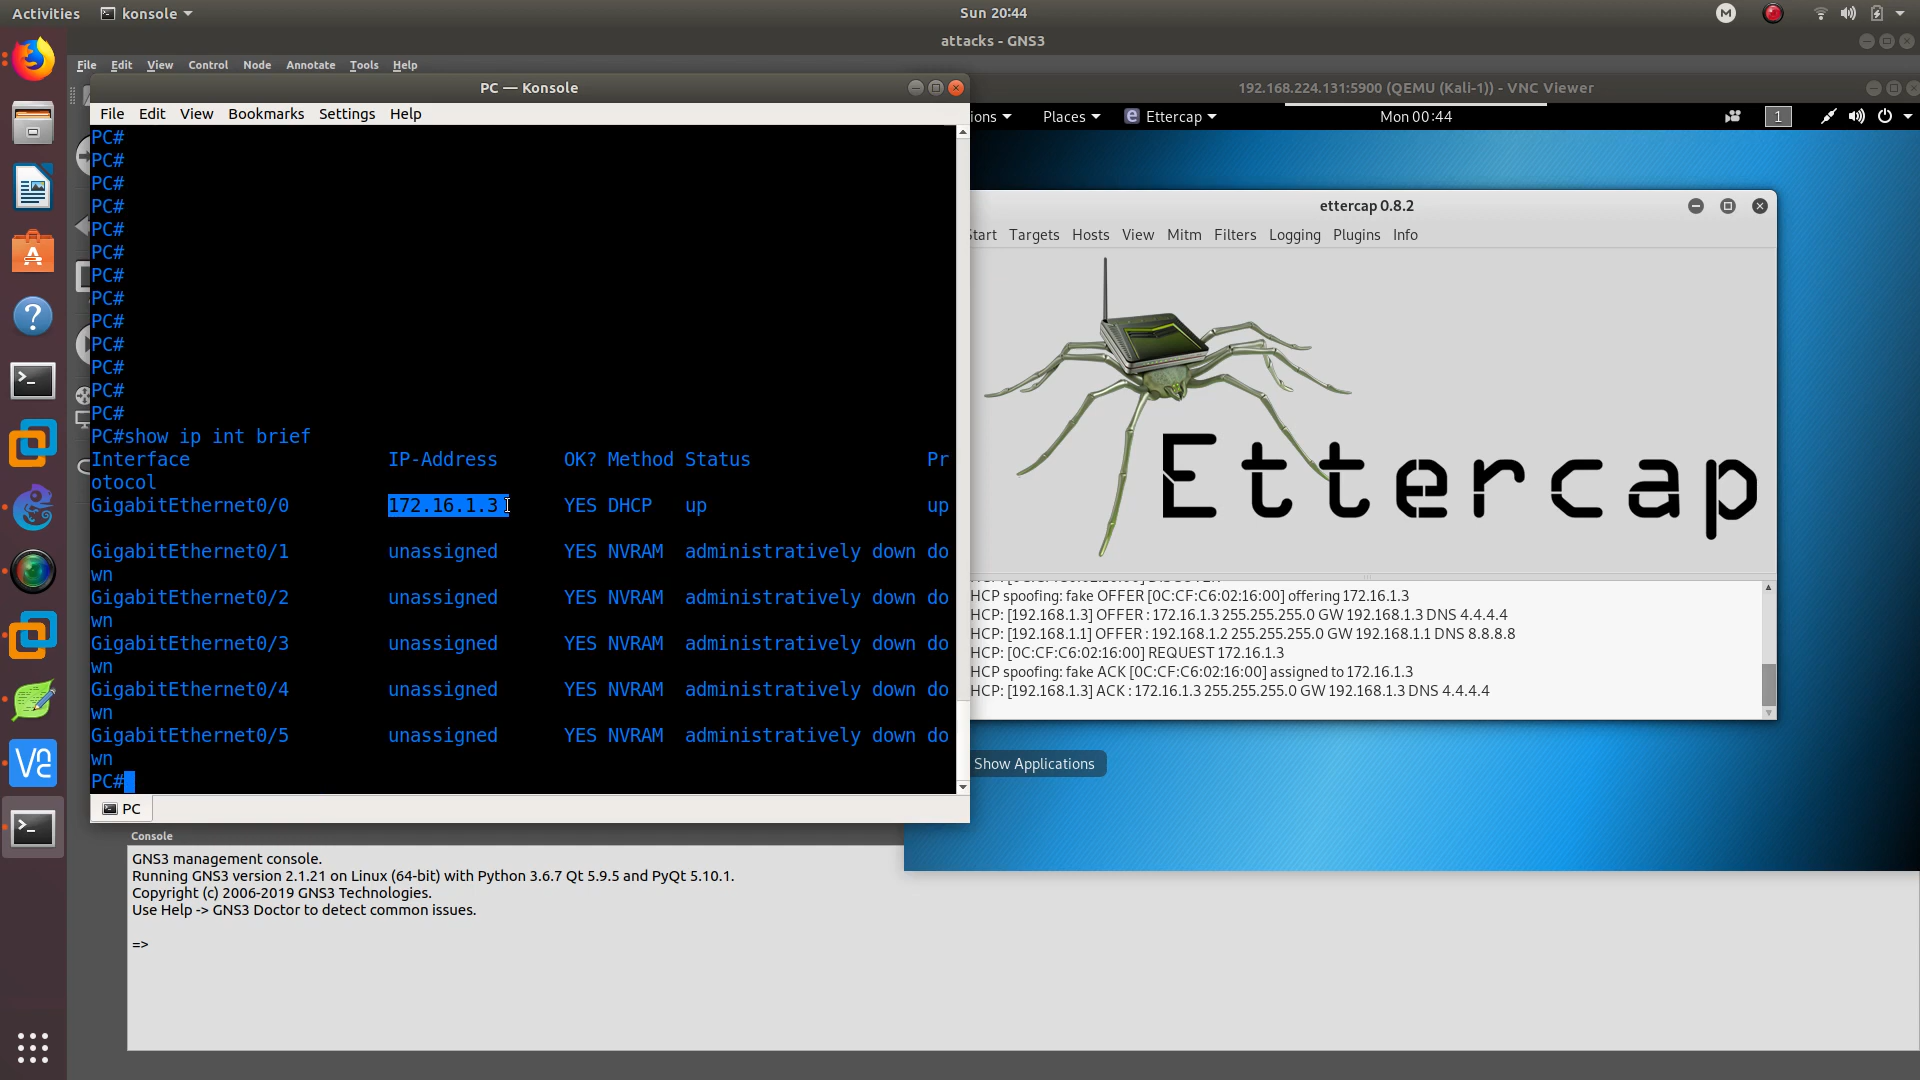 Activities
konsole
Sun 20:44
M
attacks - GNS3
File Edit View Control Node Annotate Tools Help
PC — Konsole
192.168.224.131:5900 (QEMU (Kali-1)) - VNC Viewer
File Edit View Bookmarks Settings Help
ions Places Ettercap Mon 00:44 1
PC#
PC#
PC#
PC#
PC#
PC#
PC#
PC#
PC#
PC#
PC#
PC#
PC#
PC#show ip int brief
Interface IP-Address OK? Method Status Pr
otocol
GigabitEthernet0/0 172.16.1.3 YES DHCP up up
GigabitEthernet0/1 unassigned YES NVRAM administratively down do
wn
GigabitEthernet0/2 unassigned YES NVRAM administratively down do
wn
GigabitEthernet0/3 unassigned YES NVRAM administratively down do
wn
GigabitEthernet0/4 unassigned YES NVRAM administratively down do
wn
GigabitEthernet0/5 unassigned YES NVRAM administratively down do
wn
PC#
PC
ettercap 0.8.2
Start Targets Hosts View Mitm Filters Logging Plugins Info
Ettercap
HCP spoofing: fake OFFER [0C:CF:C6:02:16:00] offering 172.16.1.3
HCP: [192.168.1.3] OFFER : 172.16.1.3 255.255.255.0 GW 192.168.1.3 DNS 4.4.4.4
HCP: [192.168.1.1] OFFER : 192.168.1.2 255.255.255.0 GW 192.168.1.1 DNS 8.8.8.8
HCP: [0C:CF:C6:02:16:00] REQUEST 172.16.1.3
HCP spoofing: fake ACK [0C:CF:C6:02:16:00] assigned to 172.16.1.3
HCP: [192.168.1.3] ACK : 172.16.1.3 255.255.255.0 GW 192.168.1.3 DNS 4.4.4.4
Show Applications
Console
GNS3 management console.
Running GNS3 version 2.1.21 on Linux (64-bit) with Python 3.6.7 Qt 5.9.5 and PyQt 5.10.1.
Copyright (c) 2006-2019 GNS3 Technologies.
Use Help -> GNS3 Doctor to detect common issues.
=>